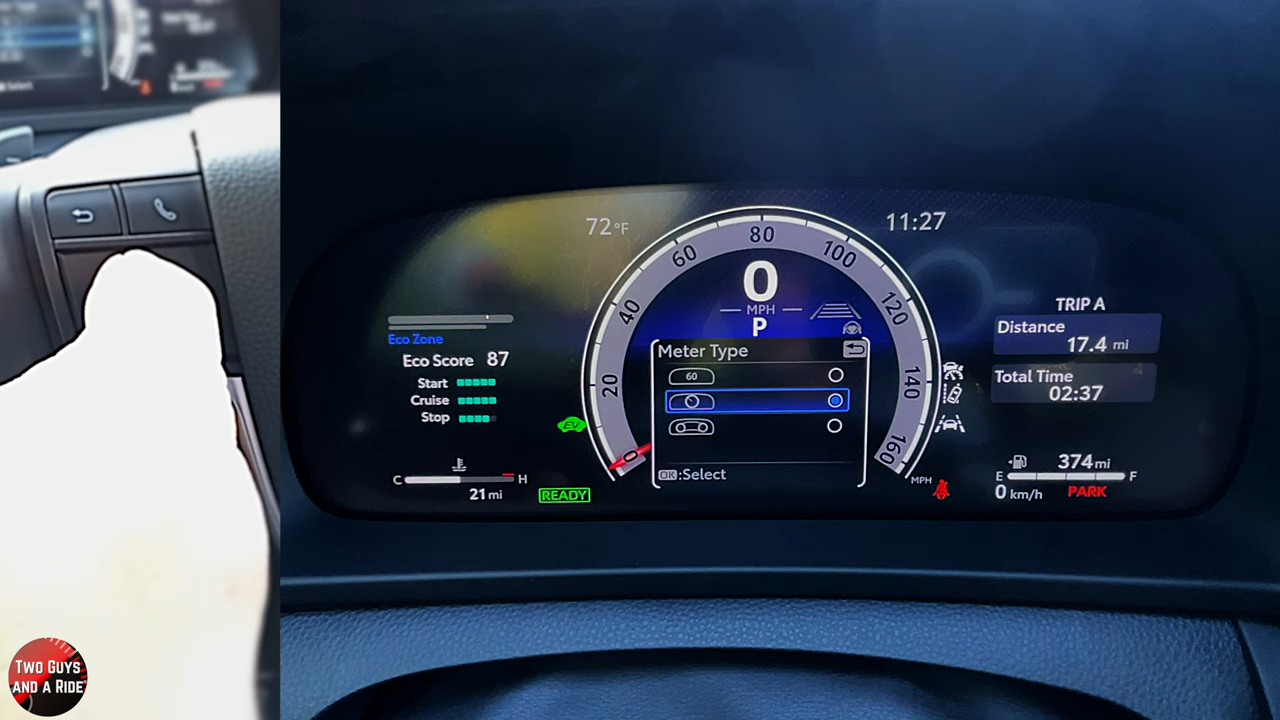 Select
72°F
11:27
0
20
40
60
80
100
120
140
160
MPH
0
MPH
P
Meter Type
60
OK:Select
Eco Zone
Eco Score 87
Start
Cruise
Stop
EV
C
H
21 mi
READY
TRIP A
Distance
17.4 mi
Total Time
02:37
374mi
E
F
0 km/h
PARK
TWO GUYS
AND A RIDE